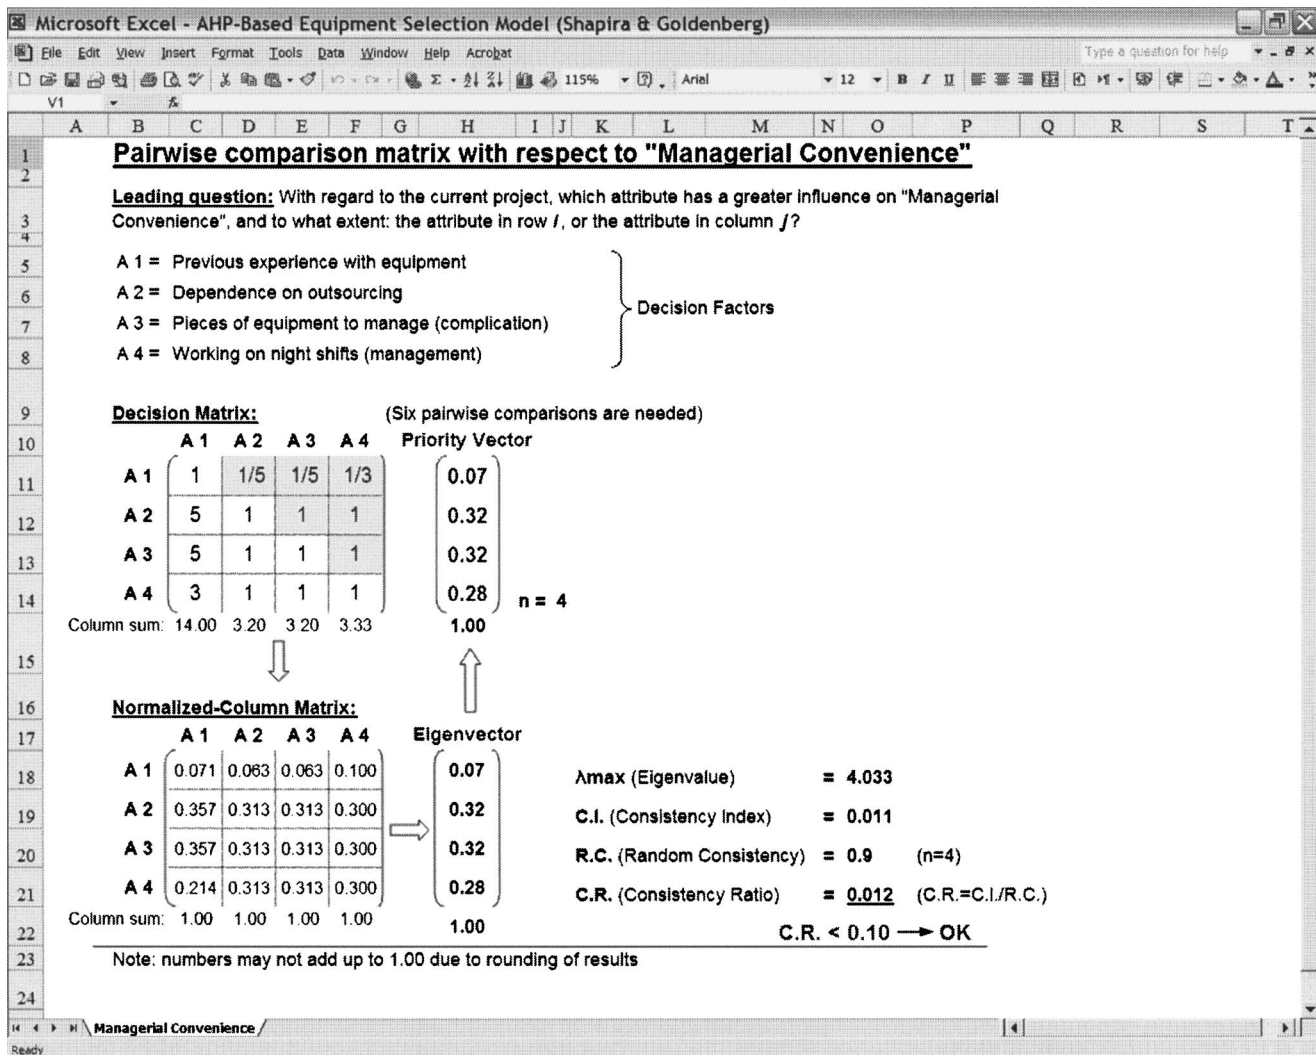 Microsoft Excel - AHP-Based Equipment Selection Model (Shapira & Goldenberg)
File Edit View Insert Format Tools Data Window Help Acrobat Type a question for help
115% Arial 12 B I U
V1 fx
A B C D E F G H I J K L M N O P Q R S T
1 Pairwise comparison matrix with respect to "Managerial Convenience"
2
Leading question: With regard to the current project, which attribute has a greater influence on "Managerial
3 Convenience", and to what extent: the attribute in row i, or the attribute in column j?
4
5 A 1 = Previous experience with equipment
6 A 2 = Dependence on outsourcing
Decision Factors
7 A 3 = Pieces of equipment to manage (complication)
8 A 4 = Working on night shifts (management)
9 Decision Matrix: (Six pairwise comparisons are needed)
10 A 1 A 2 A 3 A 4 Priority Vector
11 A 1 1 1/5 1/5 1/3 0.07
12 A 2 5 1 1 1 0.32
13 A 3 5 1 1 1 0.32
14 A 4 3 1 1 1 0.28 n = 4
Column sum: 14.00 3.20 3.20 3.33 1.00
15
16 Normalized-Column Matrix:
17 A 1 A 2 A 3 A 4 Eigenvector
18 A 1 0.071 0.063 0.063 0.100 0.07 λmax (Eigenvalue) = 4.033
19 A 2 0.357 0.313 0.313 0.300 0.32 C.I. (Consistency Index) = 0.011
20 A 3 0.357 0.313 0.313 0.300 0.32 R.C. (Random Consistency) = 0.9 (n=4)
21 A 4 0.214 0.313 0.313 0.300 0.28 C.R. (Consistency Ratio) = 0.012 (C.R.=C.I./R.C.)
22 Column sum: 1.00 1.00 1.00 1.00 1.00 C.R. < 0.10 → OK
23 Note: numbers may not add up to 1.00 due to rounding of results
24
Managerial Convenience
Ready